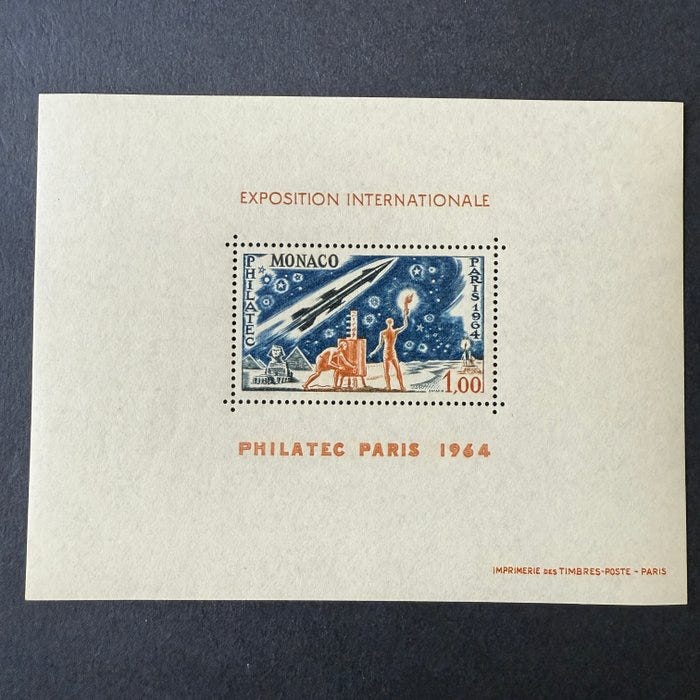 EXPOSITION INTERNATIONALE
MONACO
PHILATEC
PARIS 1964
1,00
PHILATEC PARIS 1964
IMPRIMERIE DES TIMBRES-POSTE - PARIS